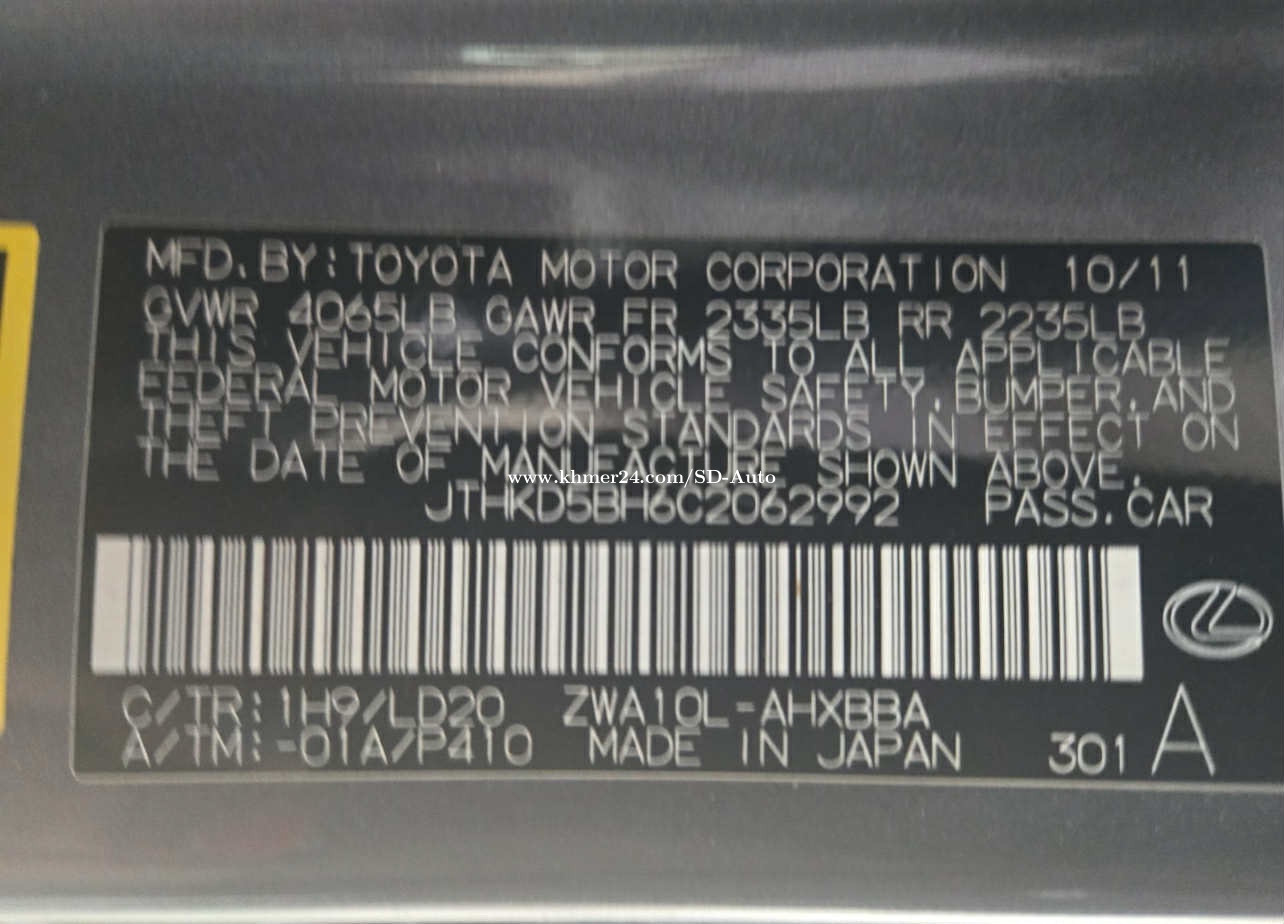 MFD.BY:TOYOTA MOTOR CORPORATION 10/11
GVWR 4065LB GAWR FR 2335LB RR 2235LB
THIS VEHICLE CONFORMS TO ALL APPLICABLE
FEDERAL MOTOR VEHICLE SAFETY,BUMPER,AND
THEFT PREVENTION STANDARDS IN EFFECT ON
THE DATE OF MANUFACTURE SHOWN ABOVE.
www.khmer24.com/SD-Auto
JTHKD5BH6C2062992 PASS.CAR
C/TR:1H9/LD20 ZWA10L-AHXBBA
A/TM:-01A/P410 MADE IN JAPAN 301 A